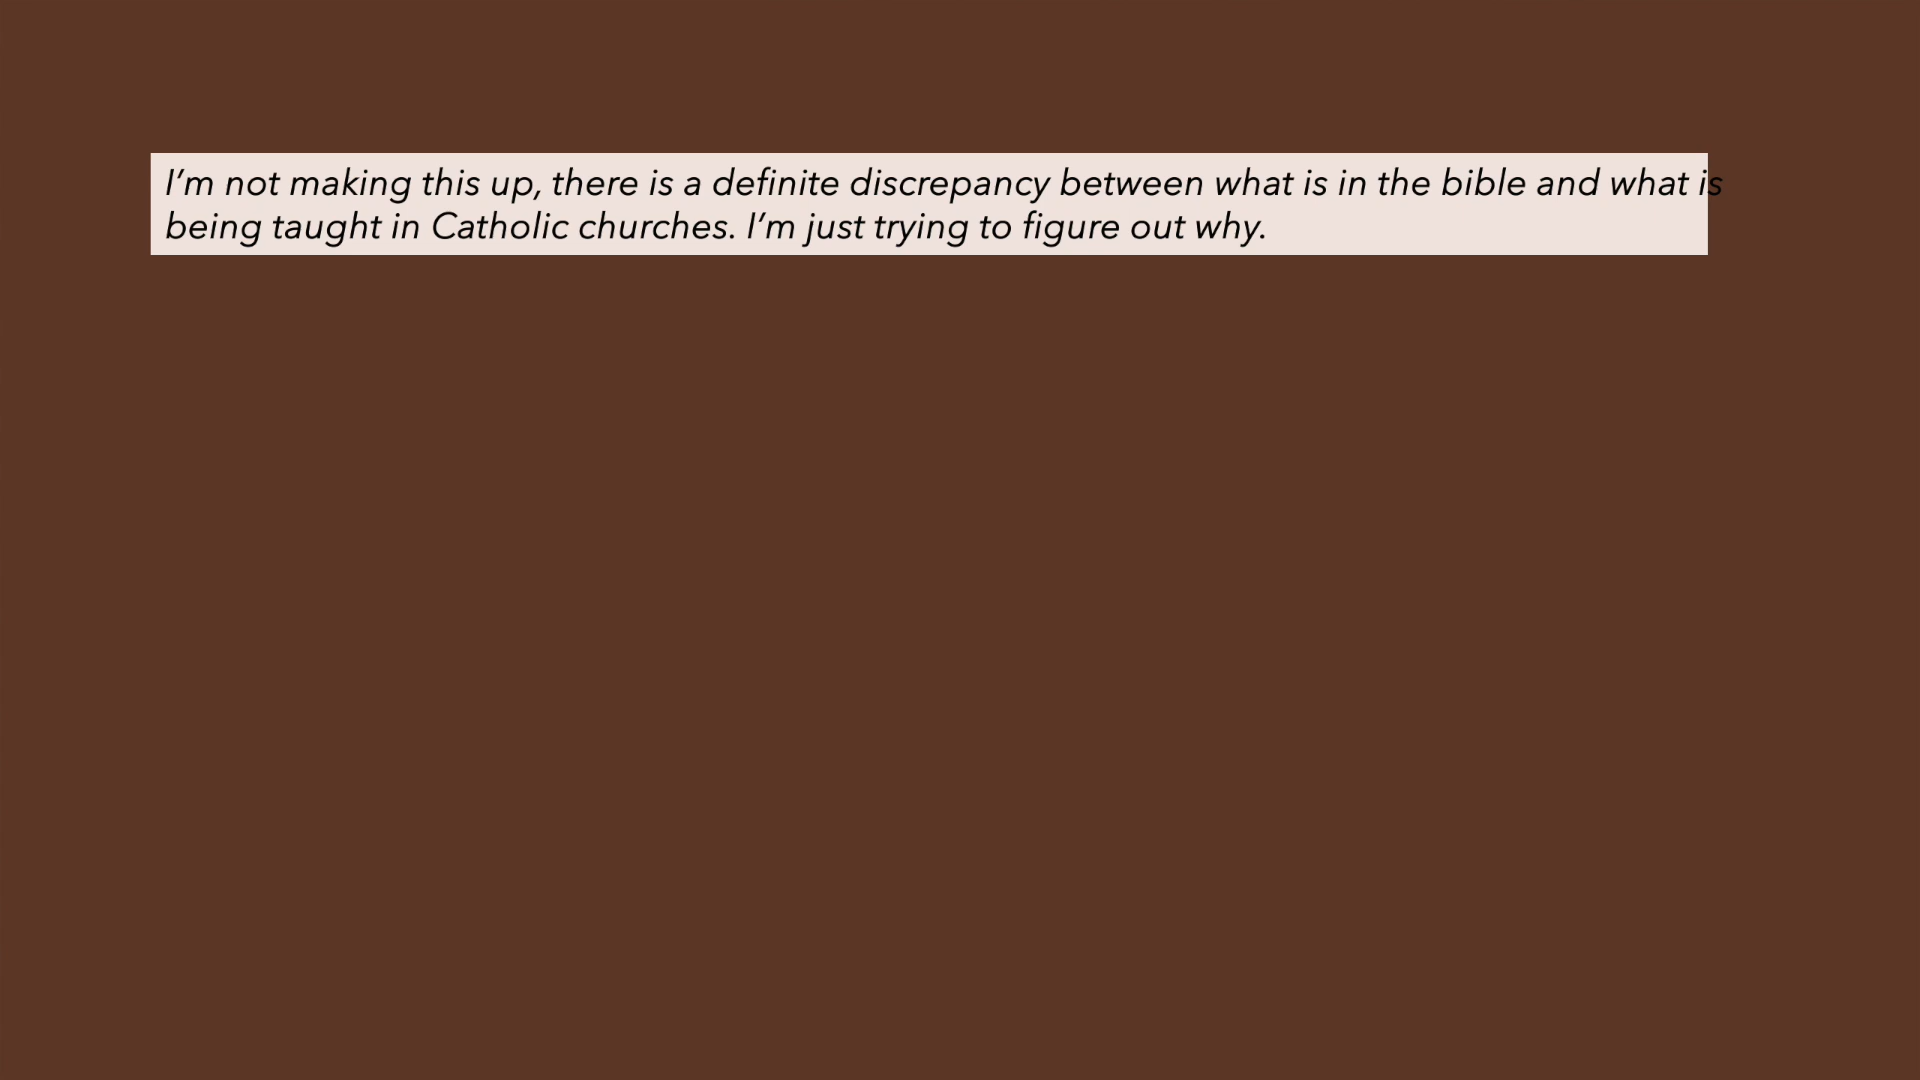 I’m not making this up, there is a definite discrepancy between what is in the bible and what is
being taught in Catholic churches. I’m just trying to figure out why.